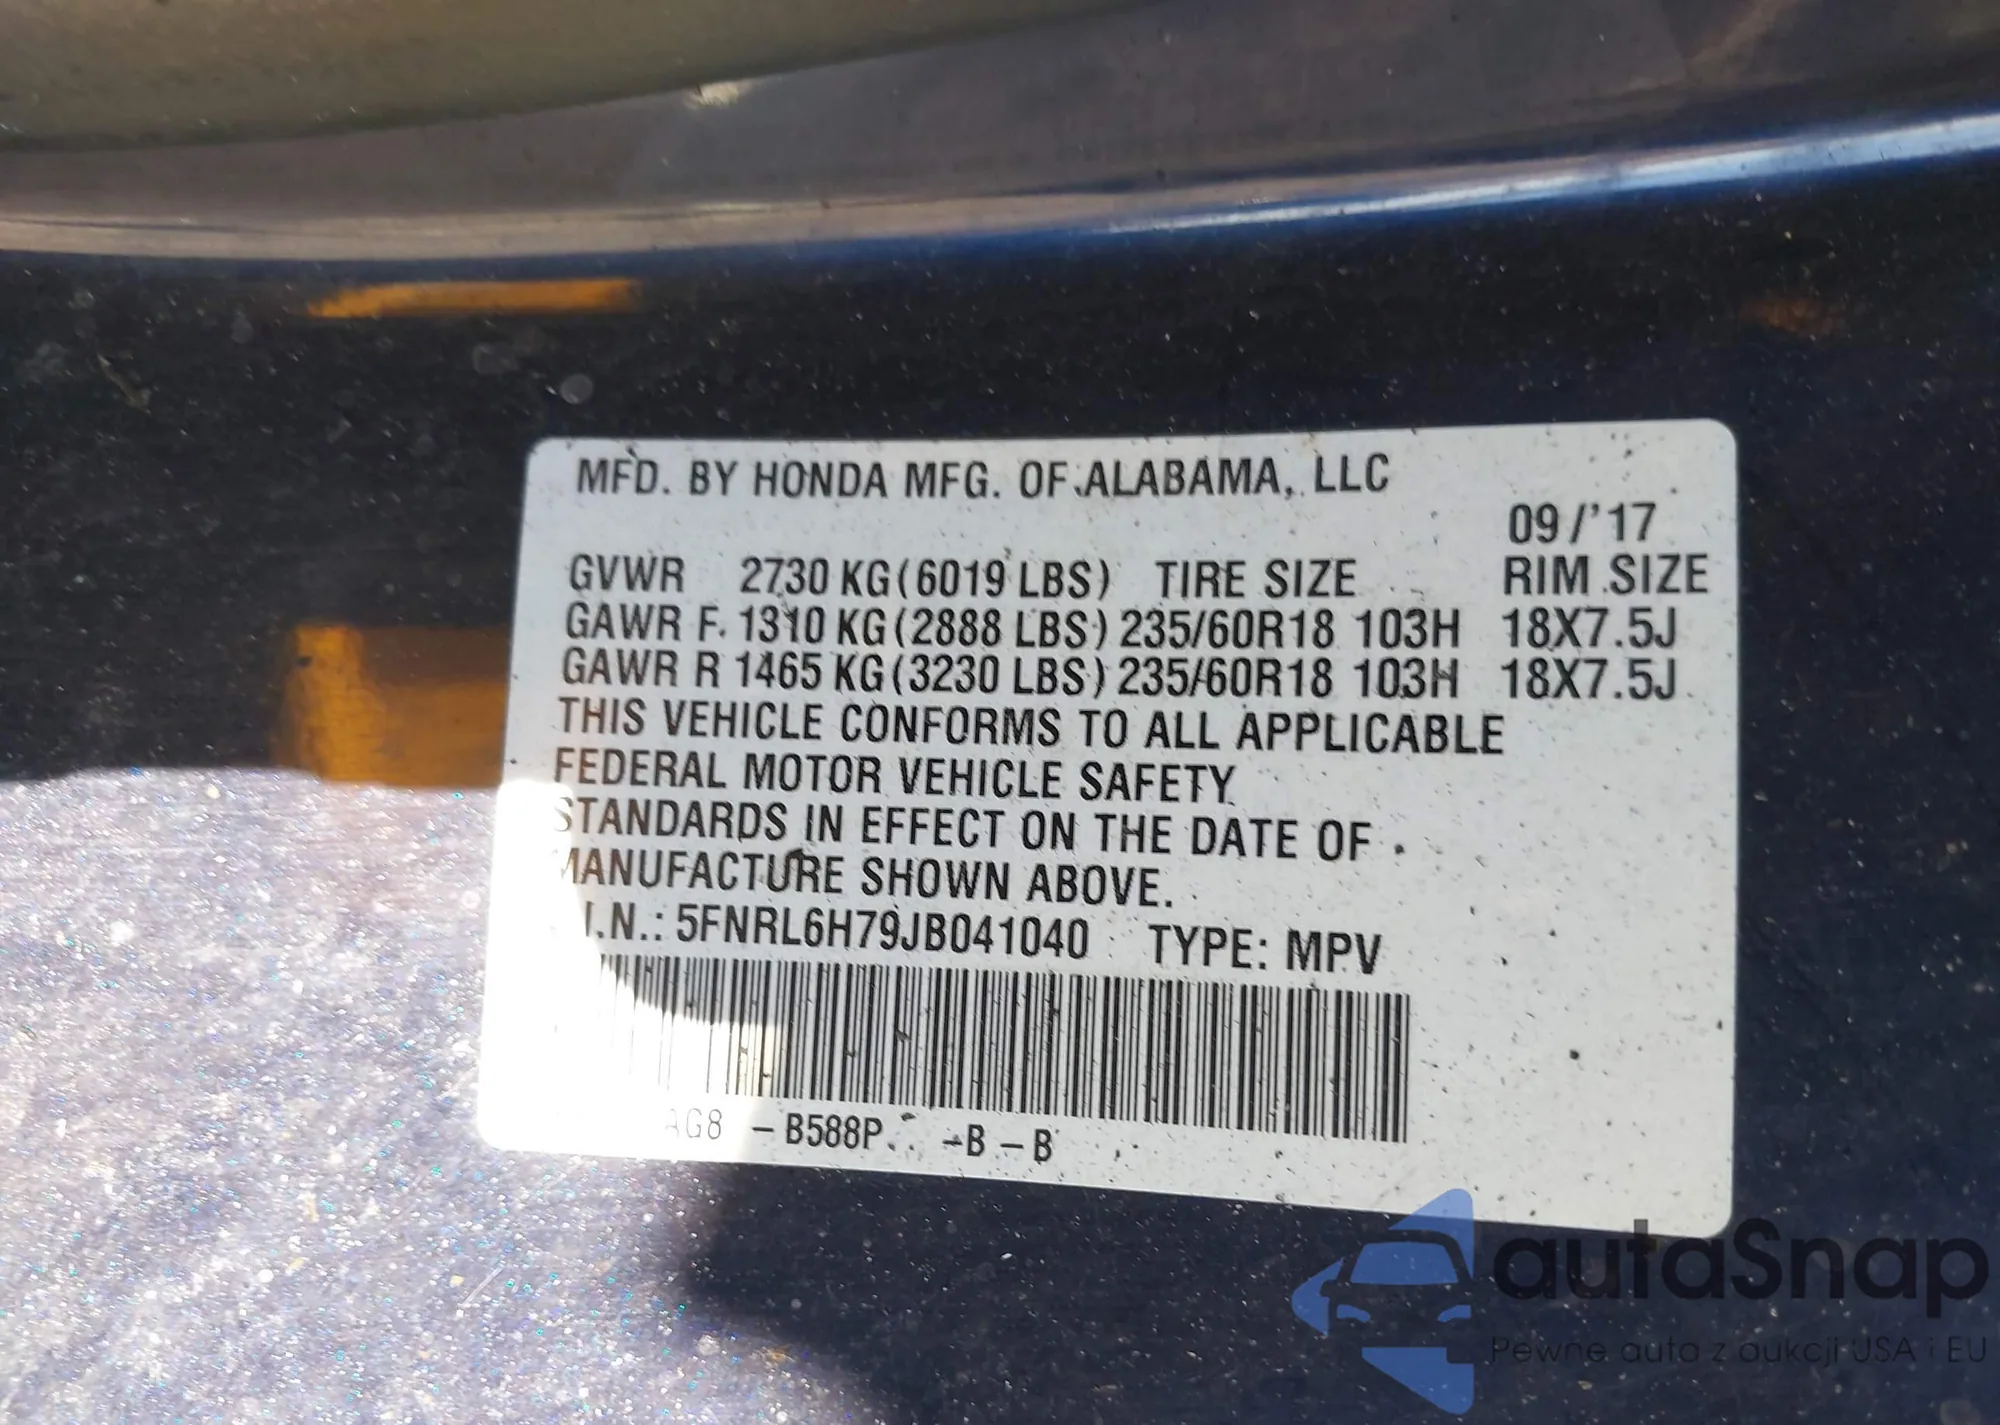 MFD. BY HONDA MFG. OF ALABAMA, LLC
09/'17
GVWR 2730 KG (6019 LBS) TIRE SIZE RIM SIZE
GAWR F 1310 KG (2888 LBS) 235/60R18 103H 18X7.5J
GAWR R 1465 KG (3230 LBS) 235/60R18 103H 18X7.5J
THIS VEHICLE CONFORMS TO ALL APPLICABLE
FEDERAL MOTOR VEHICLE SAFETY
STANDARDS IN EFFECT ON THE DATE OF
MANUFACTURE SHOWN ABOVE.
V.I.N.: 5FNRL6H79JB041040 TYPE: MPV
AG8 - B588P -B - B
autaSnap
Pewne auta z aukcji USA i EU